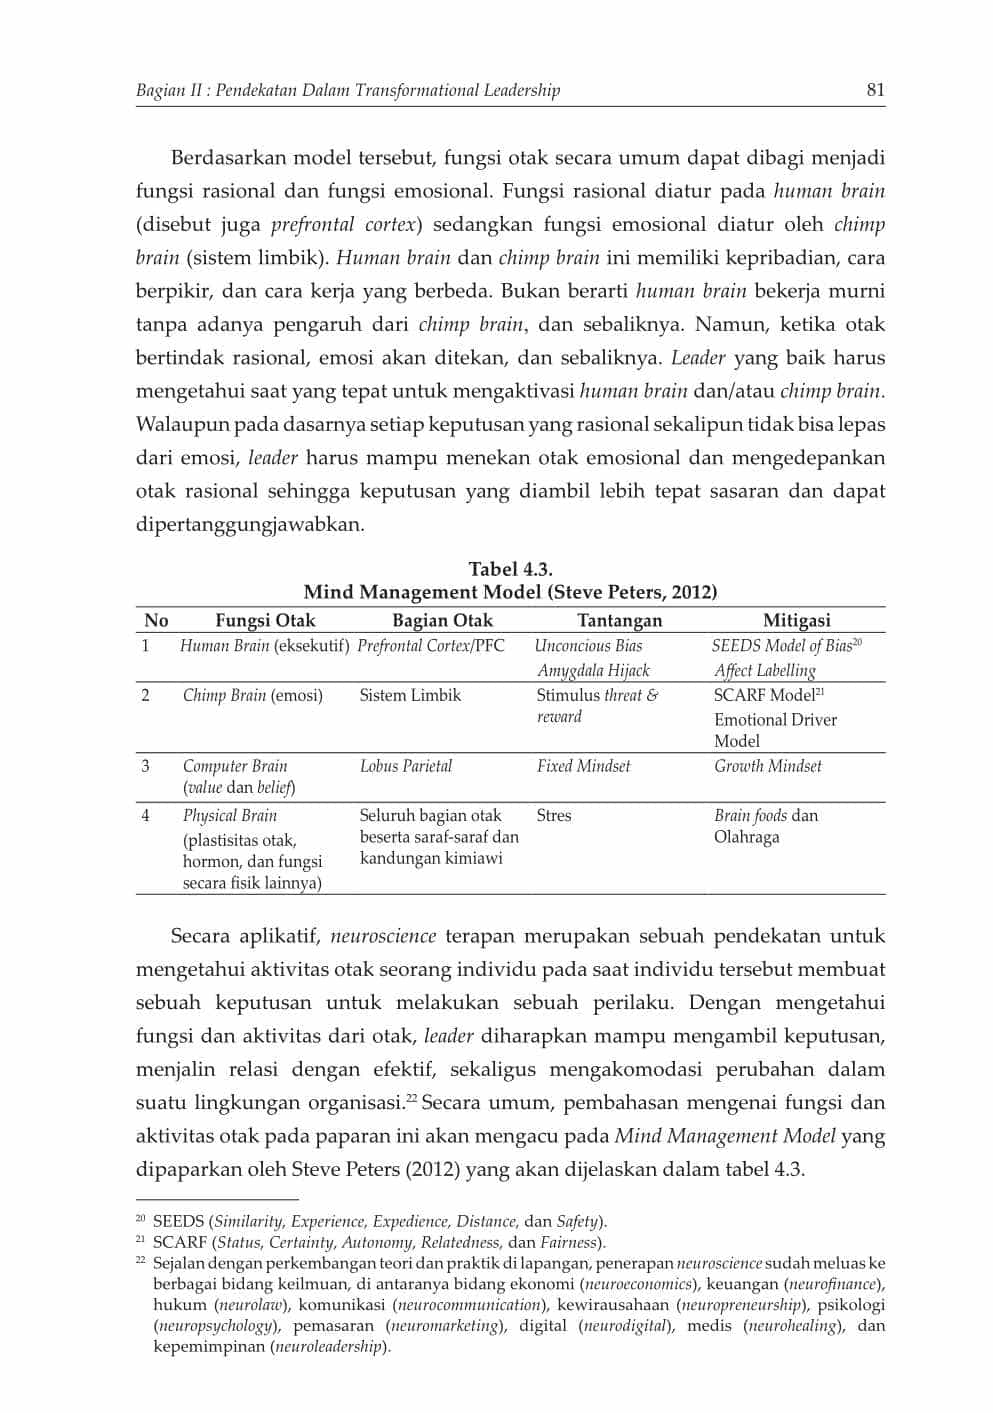 Bagian II : Pendekatan Dalam Transformational Leadership 81
Berdasarkan model tersebut, fungsi otak secara umum dapat dibagi menjadi
fungsi rasional dan fungsi emosional. Fungsi rasional diatur pada human brain
(disebut juga prefrontal cortex) sedangkan fungsi emosional diatur oleh chimp
brain (sistem limbik). Human brain dan chimp brain ini memiliki kepribadian, cara
berpikir, dan cara kerja yang berbeda. Bukan berarti human brain bekerja murni
tanpa adanya pengaruh dari chimp brain, dan sebaliknya. Namun, ketika otak
bertindak rasional, emosi akan ditekan, dan sebaliknya. Leader yang baik harus
mengetahui saat yang tepat untuk mengaktivasi human brain dan/atau chimp brain.
Walaupun pada dasarnya setiap keputusan yang rasional sekalipun tidak bisa lepas
dari emosi, leader harus mampu menekan otak emosional dan mengedepankan
otak rasional sehingga keputusan yang diambil lebih tepat sasaran dan dapat
dipertanggungjawabkan.
Tabel 4.3.
Mind Management Model (Steve Peters, 2012)
No Fungsi Otak Bagian Otak Tantangan Mitigasi
1 Human Brain (eksekutif) Prefrontal Cortex/PFC Unconcious Bias SEEDS Model of Bias20
Amygdala Hijack Affect Labelling
2 Chimp Brain (emosi) Sistem Limbik Stimulus threat & SCARF Model21
reward Emotional Driver
Model
3 Computer Brain Lobus Parietal Fixed Mindset Growth Mindset
(value dan belief)
4 Physical Brain Seluruh bagian otak Stres Brain foods dan
(plastisitas otak, beserta saraf-saraf dan Olahraga
hormon, dan fungsi kandungan kimiawi
secara fisik lainnya)
Secara aplikatif, neuroscience terapan merupakan sebuah pendekatan untuk
mengetahui aktivitas otak seorang individu pada saat individu tersebut membuat
sebuah keputusan untuk melakukan sebuah perilaku. Dengan mengetahui
fungsi dan aktivitas dari otak, leader diharapkan mampu mengambil keputusan,
menjalin relasi dengan efektif, sekaligus mengakomodasi perubahan dalam
suatu lingkungan organisasi.22 Secara umum, pembahasan mengenai fungsi dan
aktivitas otak pada paparan ini akan mengacu pada Mind Management Model yang
dipaparkan oleh Steve Peters (2012) yang akan dijelaskan dalam tabel 4.3.
20 SEEDS (Similarity, Experience, Expedience, Distance, dan Safety).
21 SCARF (Status, Certainty, Autonomy, Relatedness, dan Fairness).
22 Sejalan dengan perkembangan teori dan praktik di lapangan, penerapan neuroscience sudah meluas ke
berbagai bidang keilmuan, di antaranya bidang ekonomi (neuroeconomics), keuangan (neurofinance),
hukum (neurolaw), komunikasi (neurocommunication), kewirausahaan (neuropreneurship), psikologi
(neuropsychology), pemasaran (neuromarketing), digital (neurodigital), medis (neurohealing), dan
kepemimpinan (neuroleadership).